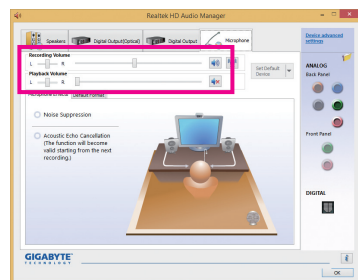 Realtek HD Audio Manager
Speakers
Digital Output(Optical)
Digital Output
Microphone
Device advanced
settings
Recording Volume
L
R
Playback Volume
L
R
Set Default
Device
ANALOG
Back Panel
Microphone Effects
Default Format
Noise Suppression
Acoustic Echo Cancellation
(The function will become
valid starting from the next
recording.)
Front Panel
DIGITAL
GIGABYTE
TECHNOLOGY
i
OK